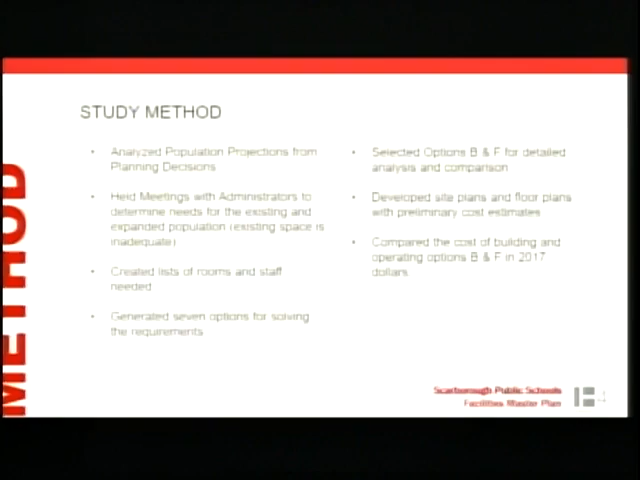 STUDY METHOD
• Analyzed Population Projections from
Planning Decisions
• Held Meetings with Administrators to
determine needs for the existing and
expanded population (existing space is
inadequate)
• Created lists of rooms and staff
needed
• Generated seven options for solving
the requirements
• Selected Options B & F for detailed
analysis and comparison
• Developed site plans and floor plans
with preliminary cost estimates
• Compared the cost of building and
operating options B & F in 2017
dollars
METHOD
Scarborough Public Schools
Facilities Master Plan